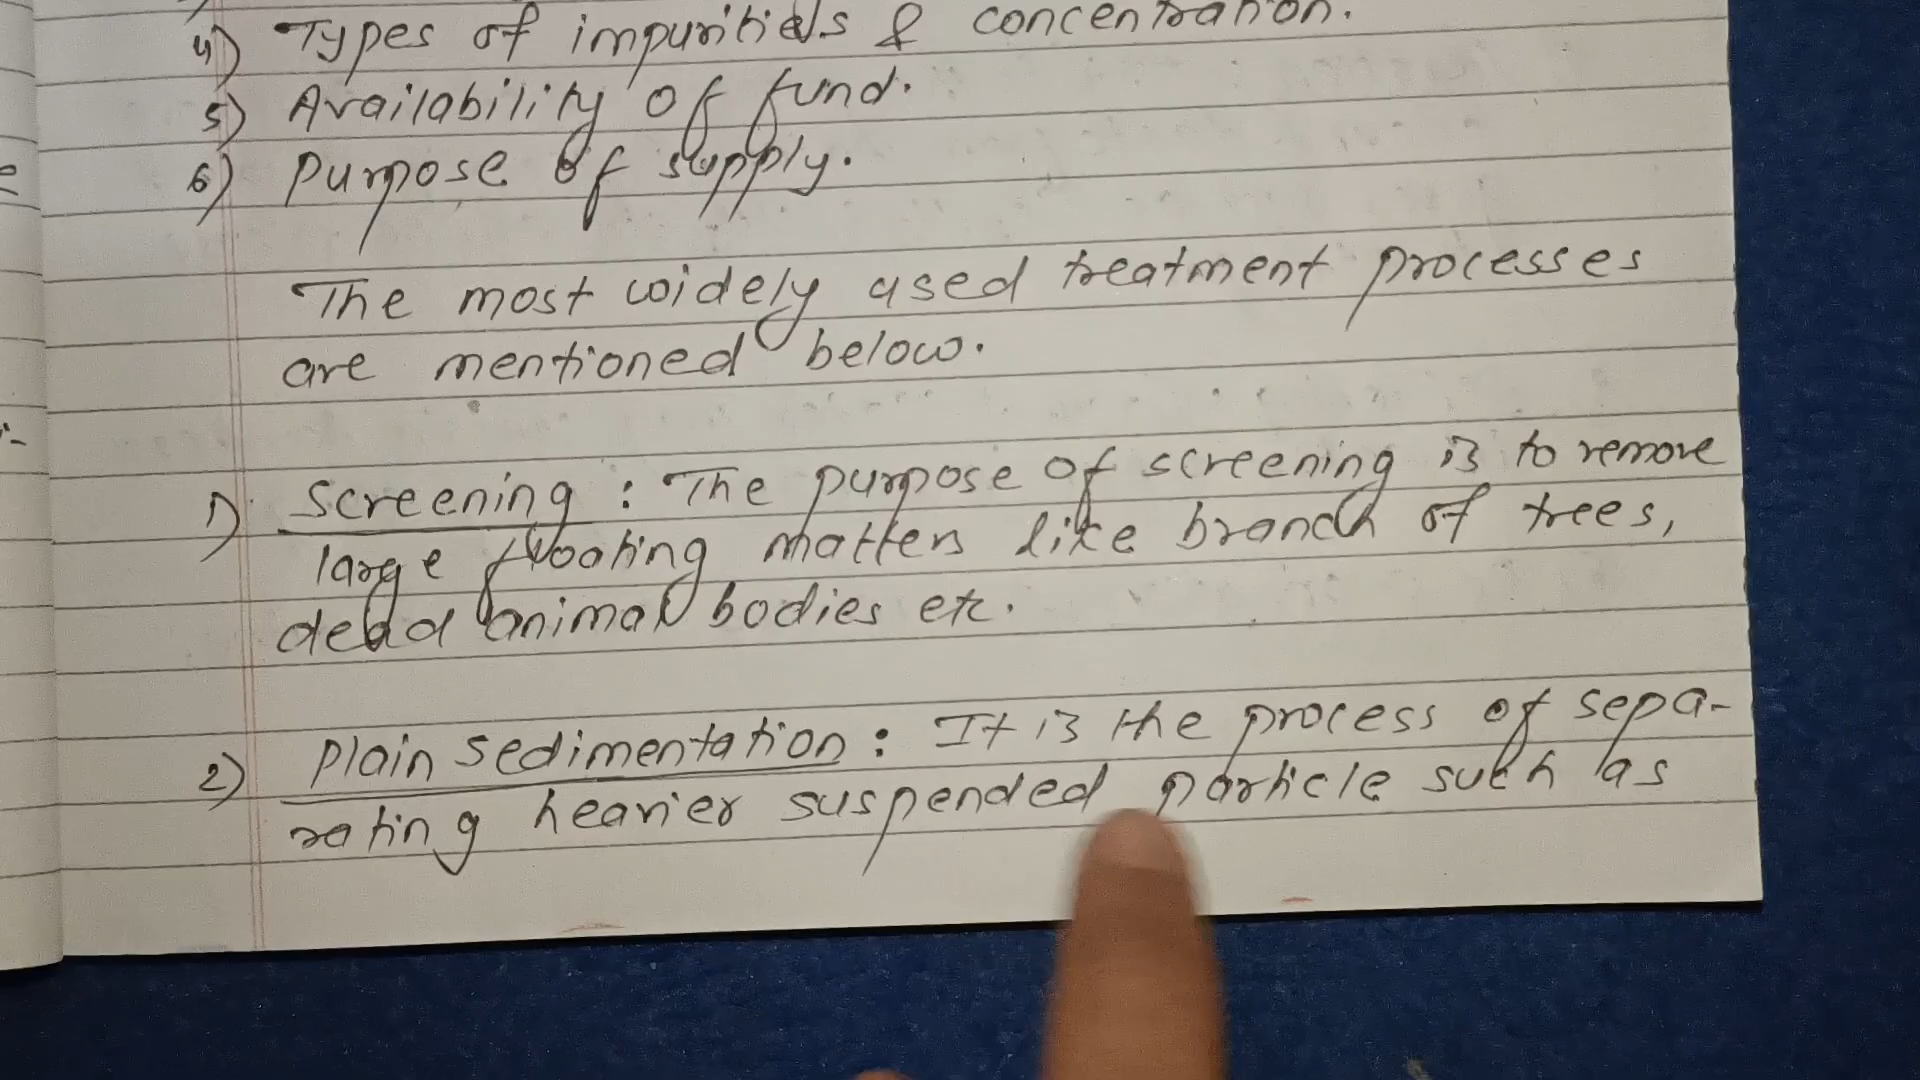 4) Types of impurities & concentration.
5) Availability of fund.
6) Purpose of supply.
The most widely used treatment processes
are mentioned below.
1) Screening : The purpose of screening is to remove
large floating matters like branch of trees,
dead animal bodies etc.
2) Plain sedimentation : It is the process of sepa-
rating heavier suspended particle such as